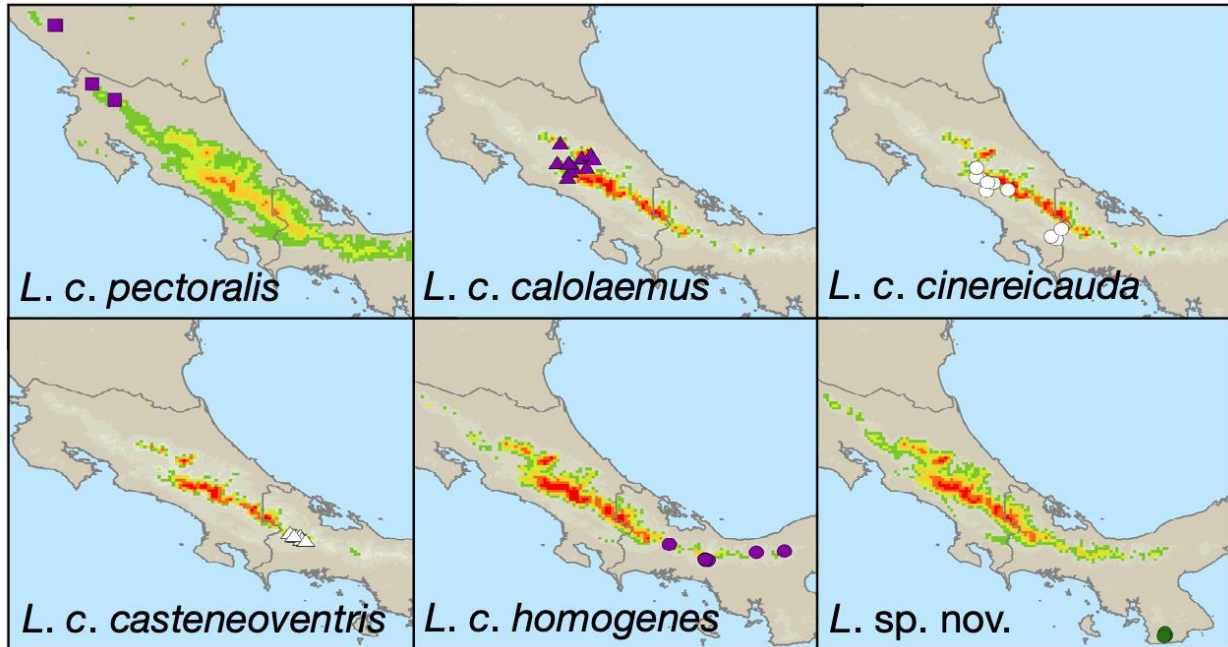 L. c. pectoralis
L. c. calolaemus
L. c. cinereicauda
L. c. casteneoventris
L. c. homogenes
L. sp. nov.